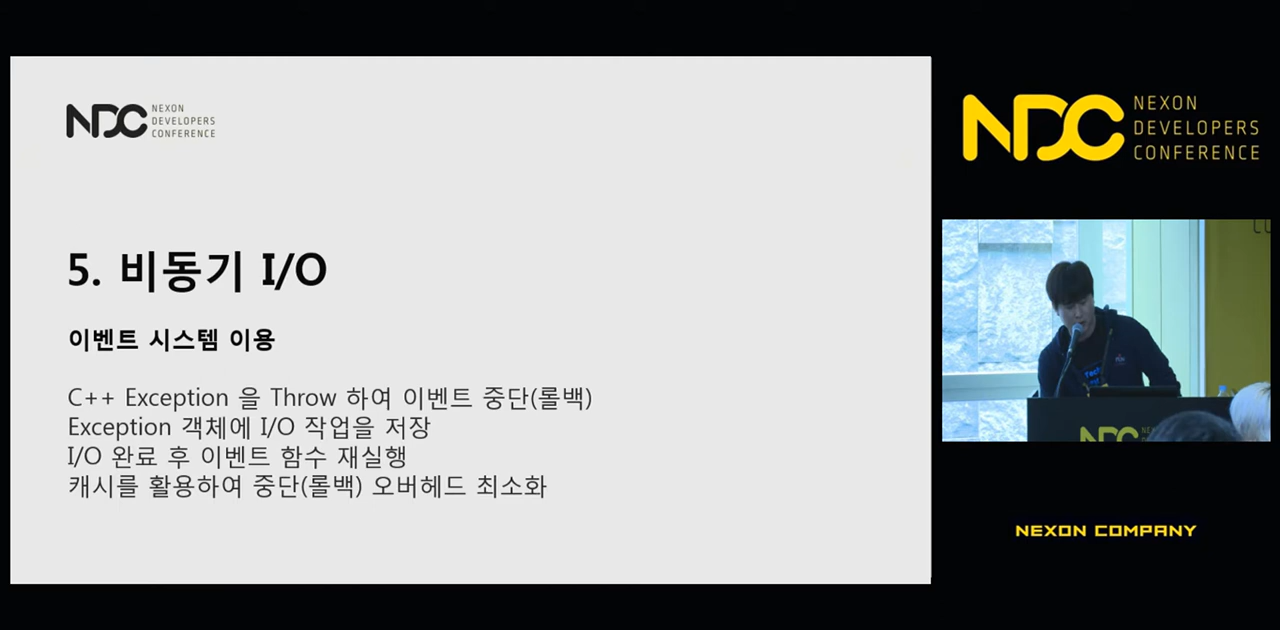 NDC NEXON
DEVELOPERS
CONFERENCE
5. 비동기 I/O
이벤트 시스템 이용
C++ Exception 을 Throw 하여 이벤트 중단(롤백)
Exception 객체에 I/O 작업을 저장
I/O 완료 후 이벤트 함수 재실행
캐시를 활용하여 중단(롤백) 오버헤드 최소화
NDC NEXON
DEVELOPERS
CONFERENCE
NDC
NEXON COMPANY